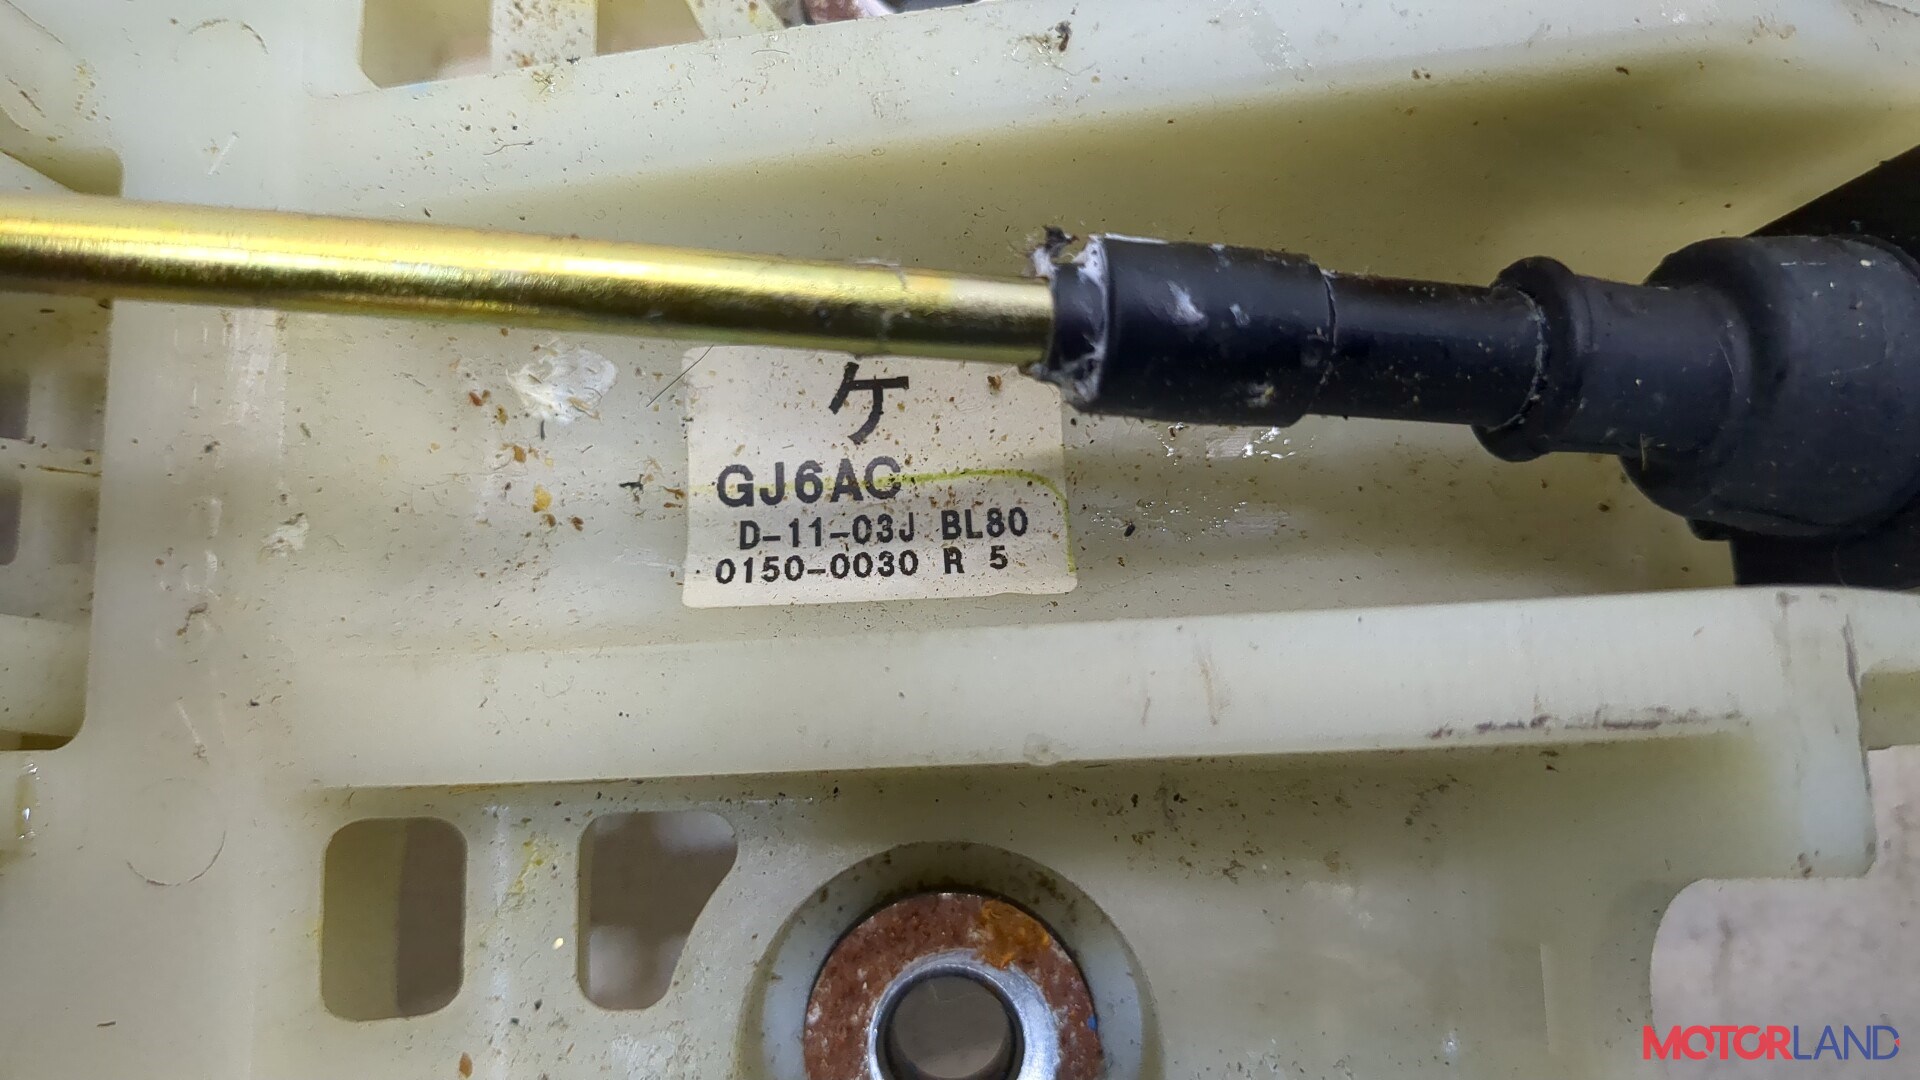 ケ
GJ6AC
D-11-03J BL80
0150-0030 R 5
MOTORLAND